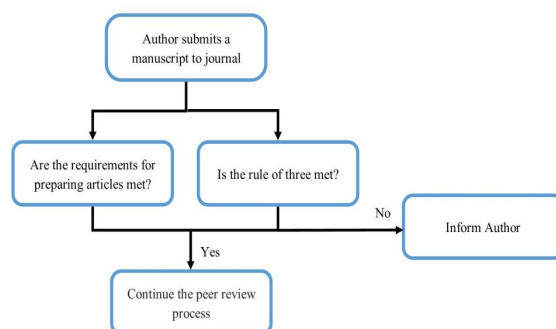 Author submits a
manuscript to journal
Are the requirements for
preparing articles met?
Is the rule of three met?
No
Inform Author
Yes
Continue the peer review
process